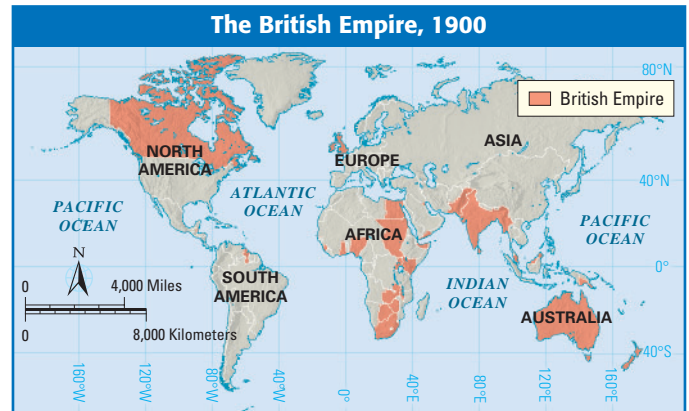 The British Empire, 1900
80°N
British Empire
NORTH
AMERICA
EUROPE
ASIA
40°N
ATLANTIC
OCEAN
PACIFIC
OCEAN
PACIFIC
OCEAN
AFRICA
N
0°
0
4,000 Miles
SOUTH
AMERICA
INDIAN
OCEAN
AUSTRALIA
0
8,000 Kilometers
40°S
160°W
120°W
80°W
40°W
0°
40°E
80°E
120°E
160°E